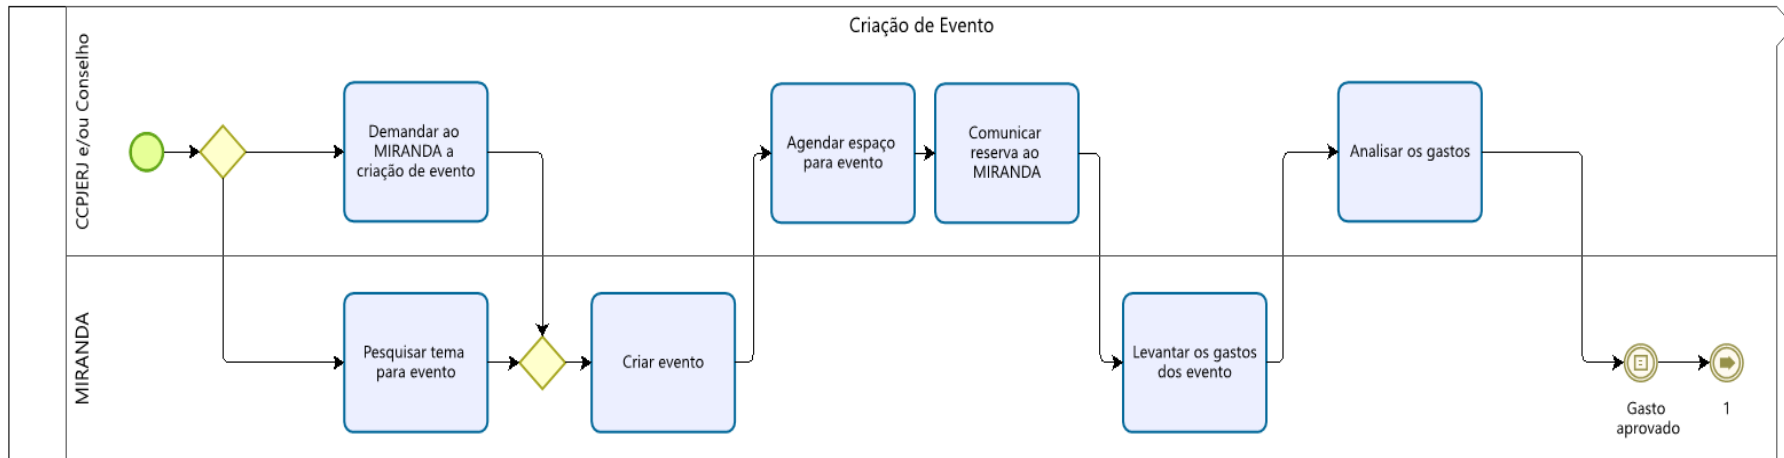 Criação de Evento
CCPJERJ e/ou Conselho
Demandar ao
MIRANDA a
criação de evento
Agendar espaço
para evento
Comunicar
reserva ao
MIRANDA
Analisar os gastos
MIRANDA
Pesquisar tema
para evento
Criar evento
Levantar os gastos
dos evento
Gasto
aprovado
1